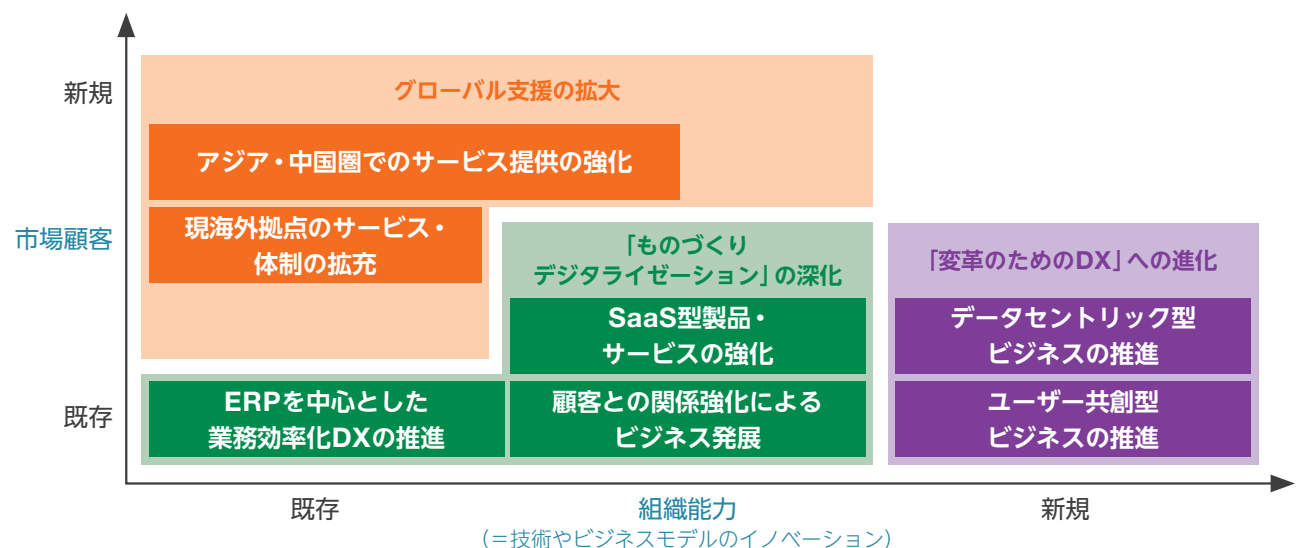 新規
グローバル支援の拡大
アジア・中国圏でのサービス提供の強化
市場顧客
現海外拠点のサービス・
体制の拡充
「ものづくり
デジタライゼーション」の深化
「変革のためのDX」への進化
SaaS型製品・
サービスの強化
データセントリック型
ビジネスの推進
既存
ERPを中心とした
業務効率化DXの推進
顧客との関係強化による
ビジネス発展
ユーザー共創型
ビジネスの推進
既存
組織能力
新規
（＝技術やビジネスモデルのイノベーション）